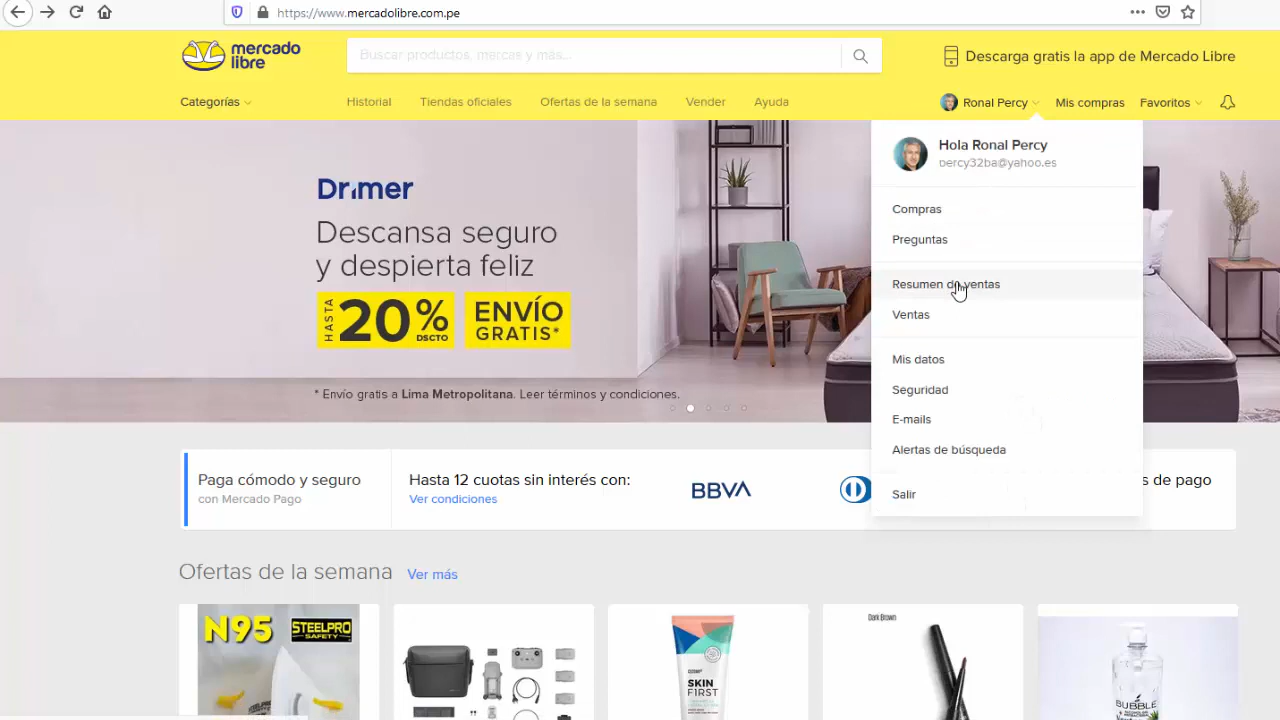 https://www.mercadolibre.com.pe
mercado
libre
Buscar productos, mercas y más...
Descarga gratis la app de Mercado Libre
Categorías
Historial
Tiendas oficiales
Ofertas de la semana
Vender
Ayuda
Ronal Percy
Mis compras
Favoritos
Hola Ronal Percy
percy32ba@yahoo.es
Compras
Preguntas
Resumen de ventas
Ventas
Mis datos
Seguridad
E-mails
Alertas de búsqueda
Salir
Drimer
Descansa seguro
y despierta feliz
HASTA
20%
DSCTO
ENVÍO
GRATIS*
* Envío gratis a Lima Metropolitana. Leer términos y condiciones.
Paga cómodo y seguro
con Mercado Pago
Hasta 12 cuotas sin interés con:
Ver condiciones
BBVA
s de pago
Ofertas de la semana
Ver más
N95
STEELPRO
SAFETY
SKIN
FIRST
Dark Brown
BUBBLE